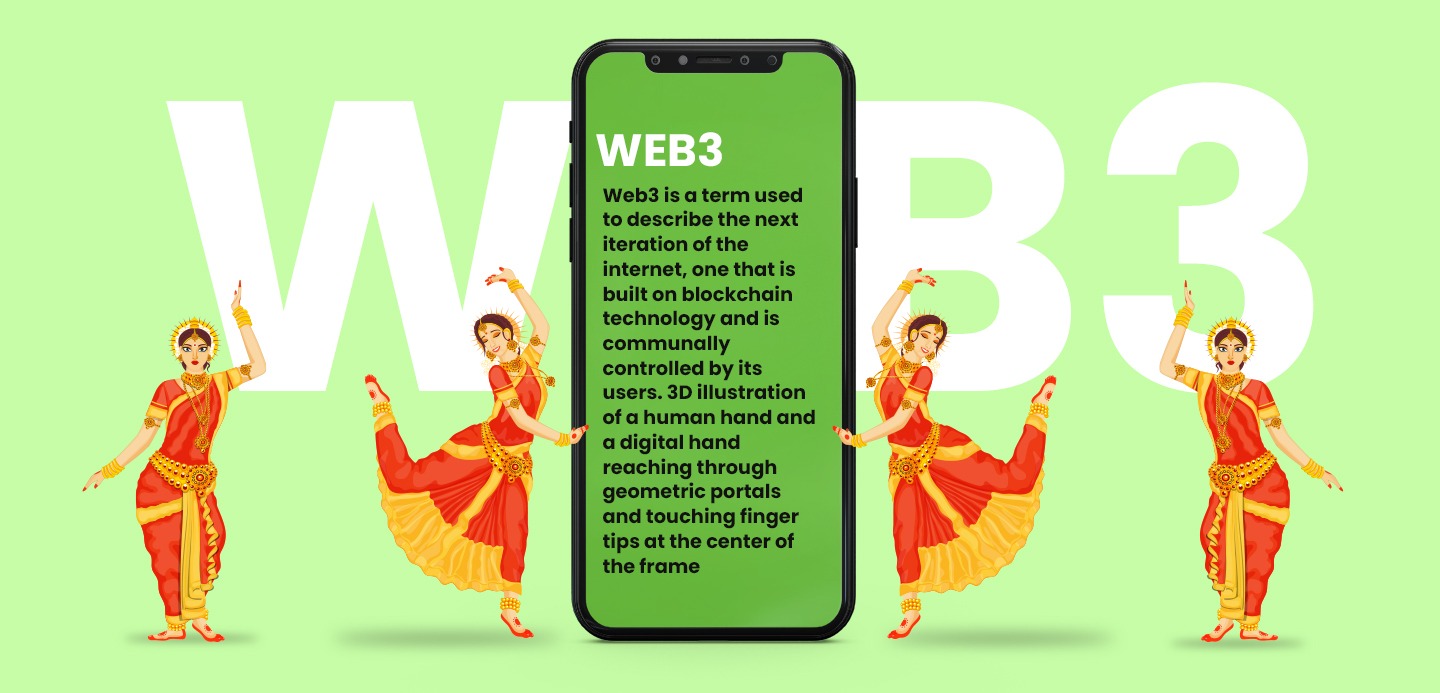 WEB3
WEB3
Web3 is a term used
to describe the next
iteration of the
internet, one that is
built on blockchain
technology and is
communally
controlled by its
users. 3D illustration
of a human hand and
a digital hand
reaching through
geometric portals
and touching finger
tips at the center of
the frame